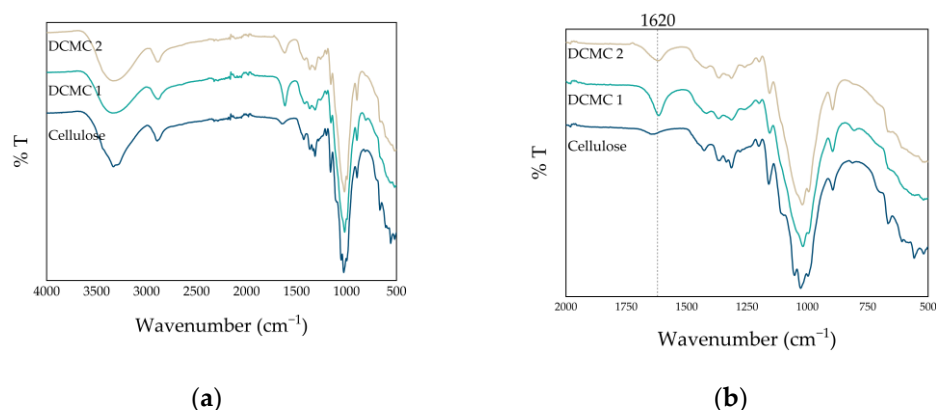 DCMC 2
DCMC 1
Cellulose
% T
4000 3500 3000 2500 2000 1500 1000 500
Wavenumber (cm⁻¹)
(a)
1620
DCMC 2
DCMC 1
Cellulose
% T
2000 1750 1500 1250 1000 750 500
Wavenumber (cm⁻¹)
(b)